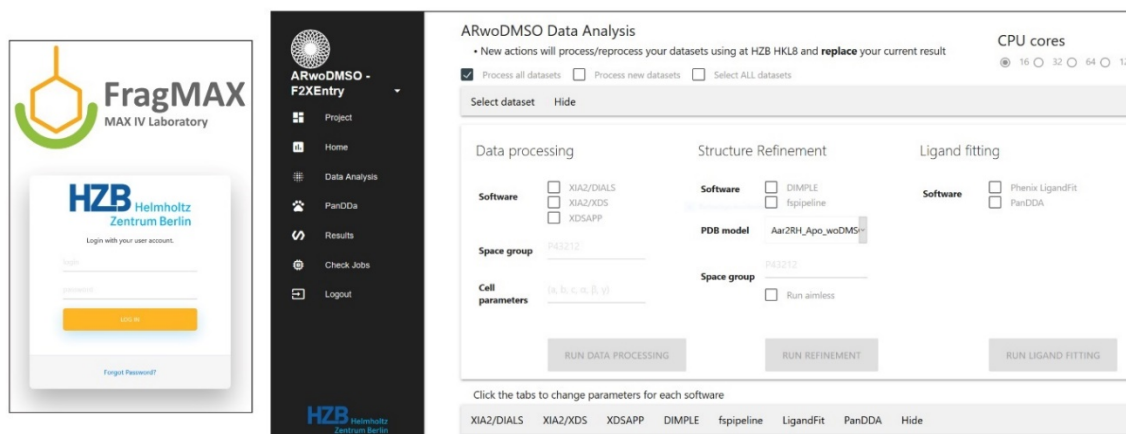 FragMAX
MAX IV Laboratory
HZB Helmholtz
Zentrum Berlin
Login with your user account.
login
password
LOG IN
Forgot Password?
ARwoDMSO -
F2XEntry
Project
Home
Data Analysis
PanDDa
Results
Check Jobs
Logout
HZB Helmholtz
Zentrum Berlin
ARwoDMSO Data Analysis
• New actions will process/reprocess your datasets using at HZB HKL8 and replace your current result
Process all datasets Process new datasets Select ALL datasets
CPU cores
16 32 64
Select dataset Hide
Data processing
Software
XIA2/DIALS
XIA2/XDS
XDSAPP
Space group
P43212
Cell
parameters
(a, b, c, α, β, γ)
RUN DATA PROCESSING
Structure Refinement
Software
DIMPLE
fspipeline
PDB model
Aar2RH_Apo_woDMS
Space group
P43212
Run aimless
RUN REFINEMENT
Ligand fitting
Software
Phenix LigandFit
PanDDA
RUN LIGAND FITTING
Click the tabs to change parameters for each software
XIA2/DIALS XIA2/XDS XDSAPP DIMPLE fspipeline LigandFit PanDDA Hide